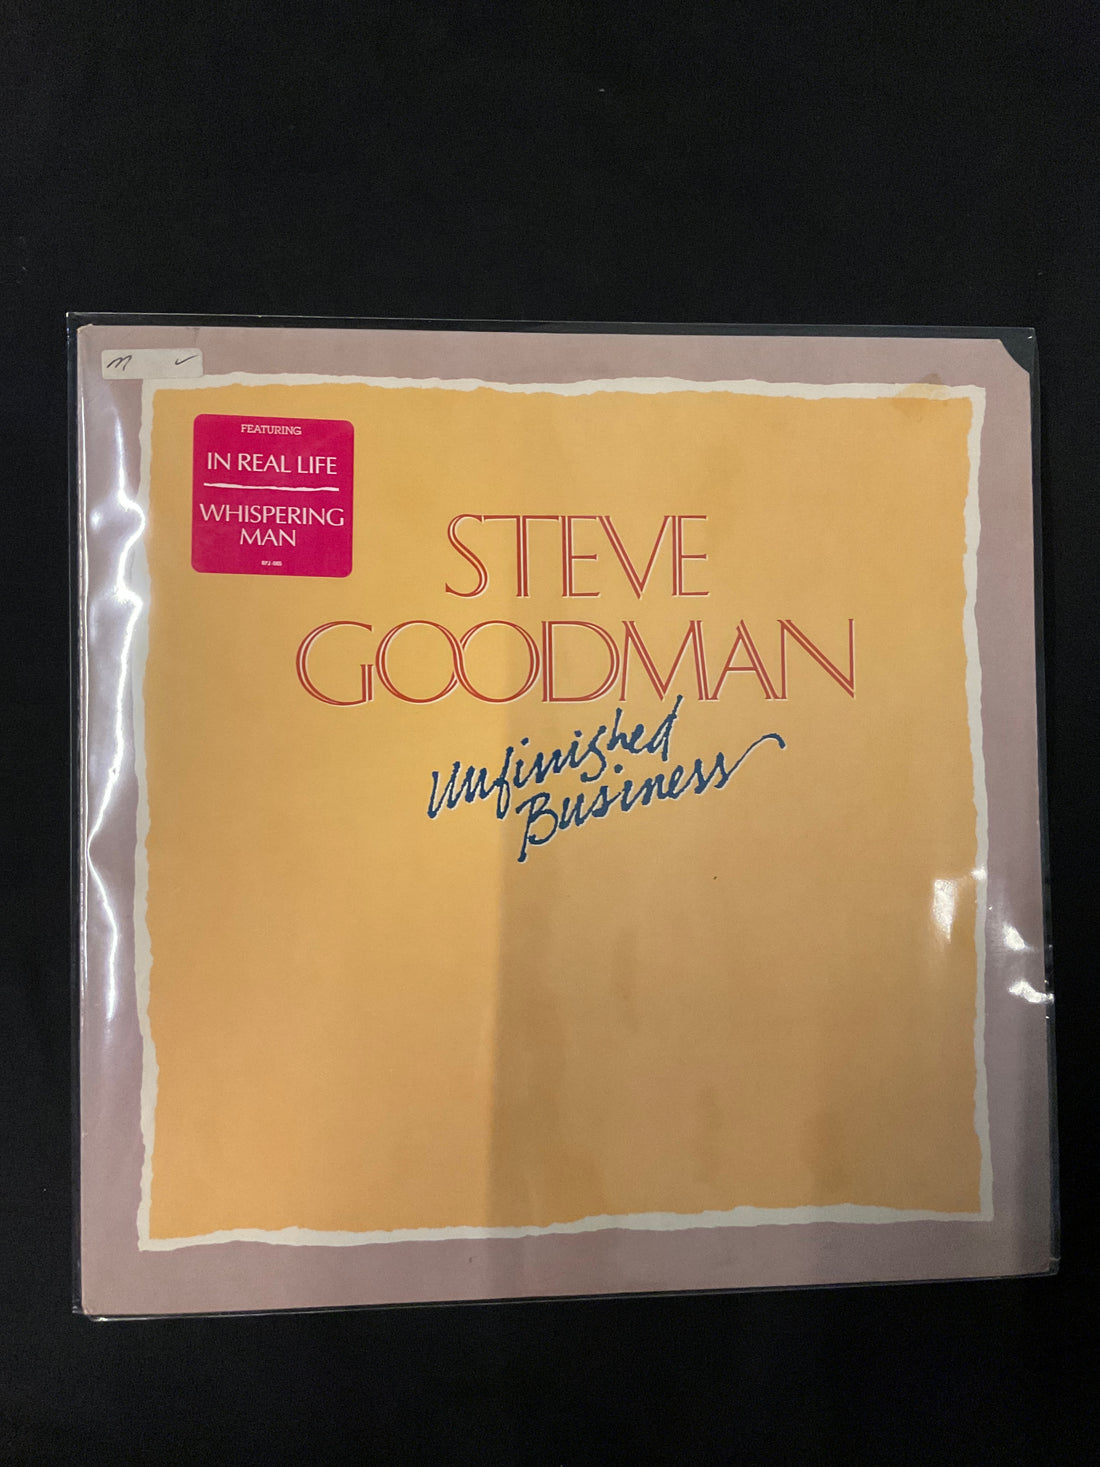 M ✓
FEATURING
IN REAL LIFE
WHISPERING
MAN
STEVE
GOODMAN
Unfinished
Business